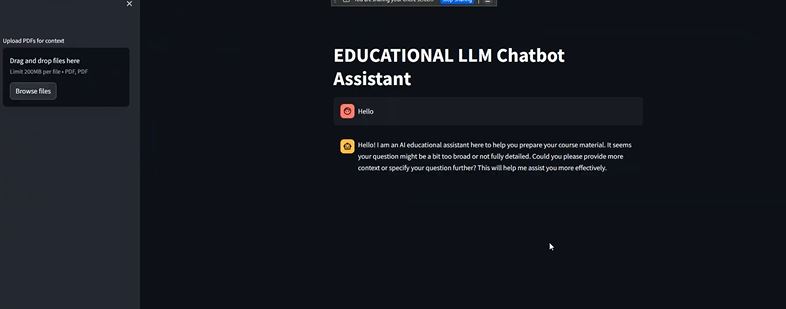 Upload PDFs for context
Drag and drop files here
Limit 200MB per file • PDF, PDF
Browse files
EDUCATIONAL LLM Chatbot
Assistant
Hello
Hello! I am an AI educational assistant here to help you prepare your course material. It seems
your question might be a bit too broad or not fully detailed. Could you please provide more
context or specify your question further? This will help me assist you more effectively.